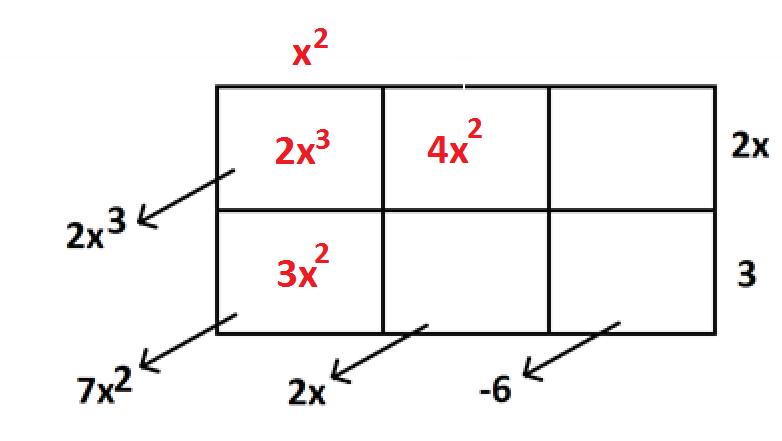 x²
2x³ 4x² 2x
2x³
3x² 3
7x² 2x -6